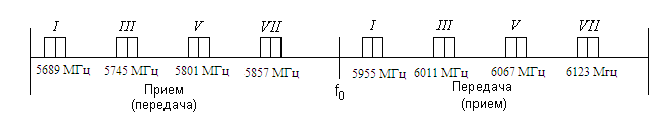 I III V VII I III V VII
5689 МГц 5745 МГц 5801 МГц 5857 МГц f0 5955 МГц 6011 МГц 6067 МГц 6123 Мгц
Прием Передача
(передача) (прием)